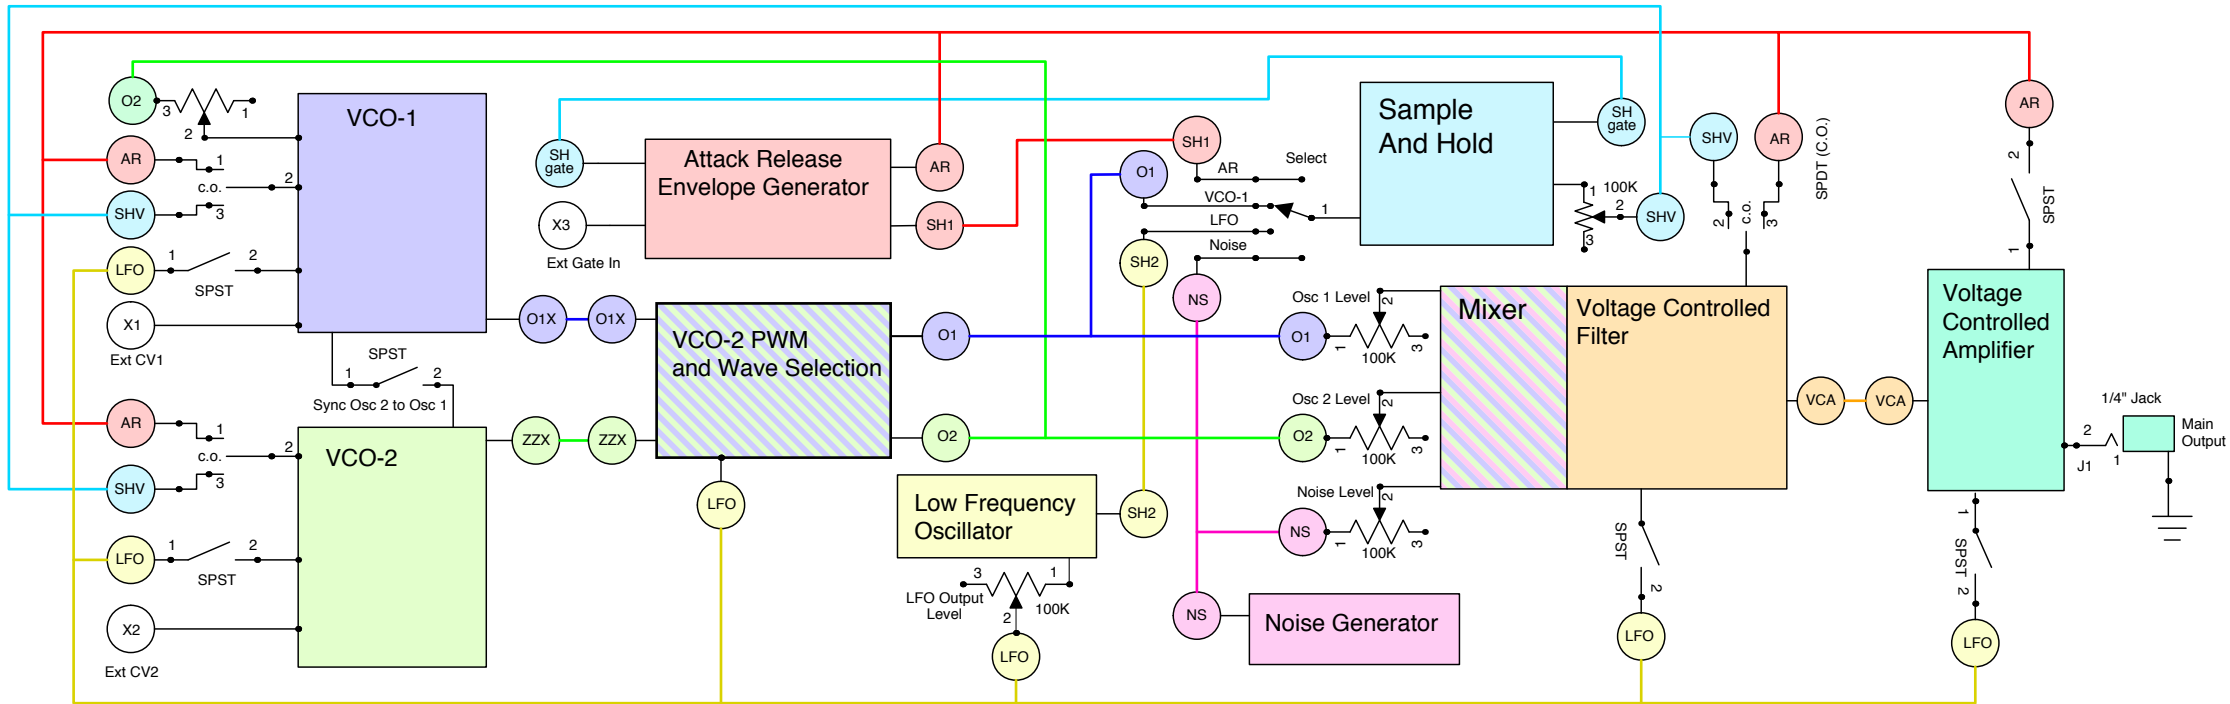 O2
3
1
2
AR
1
c.o.
2
SHV
3
LFO
1
2
SPST
X1
Ext CV1
VCO-1
SPST
1
2
Sync Osc 2 to Osc 1
AR
1
c.o.
2
SHV
3
LFO
1
2
SPST
X2
Ext CV2
VCO-2
O1X
O1X
ZZX
ZZX
SH
gate
X3
Ext Gate In
Attack Release
Envelope Generator
AR
SH1
VCO-2 PWM
and Wave Selection
LFO
O1
O2
Low Frequency
Oscillator
SH2
3
1
LFO Output
Level
2
100K
LFO
SH1
O1
AR
Select
VCO-1
LFO
Noise
1
SH2
NS
Sample
And Hold
SH
gate
1
100K
2
3
SHV
SHV
AR
SPDT (C.O.)
2
c.o.
3
Osc 1 Level
2
O1
1
100K
3
Osc 2 Level
2
O2
1
100K
3
Noise Level
2
NS
1
100K
3
NS
Noise Generator
Mixer
Voltage Controlled
Filter
SPST
2
LFO
VCA
VCA
AR
2
SPST
1
Voltage
Controlled
Amplifier
1
SPST
2
LFO
1/4" Jack
2
1
J1
Main
Output